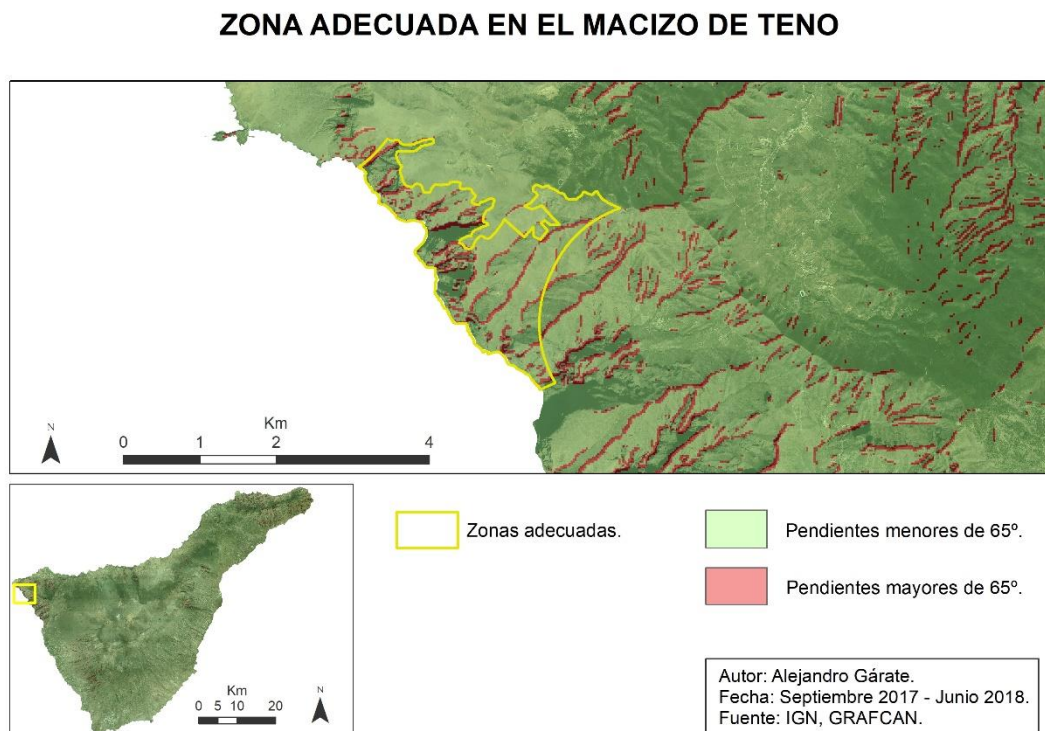 ZONA ADECUADA EN EL MACIZO DE TENO
Km
N
0 1 2 4
Zonas adecuadas.
Pendientes menores de 65º.
Pendientes mayores de 65º.
Km
N
0 5 10 20
Autor: Alejandro Gárate.
Fecha: Septiembre 2017 - Junio 2018.
Fuente: IGN, GRAFCAN.